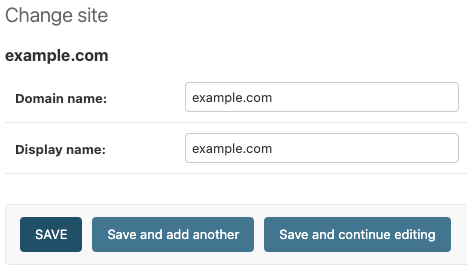 Change site
example.com
Domain name: example.com
Display name: example.com
SAVE Save and add another Save and continue editing